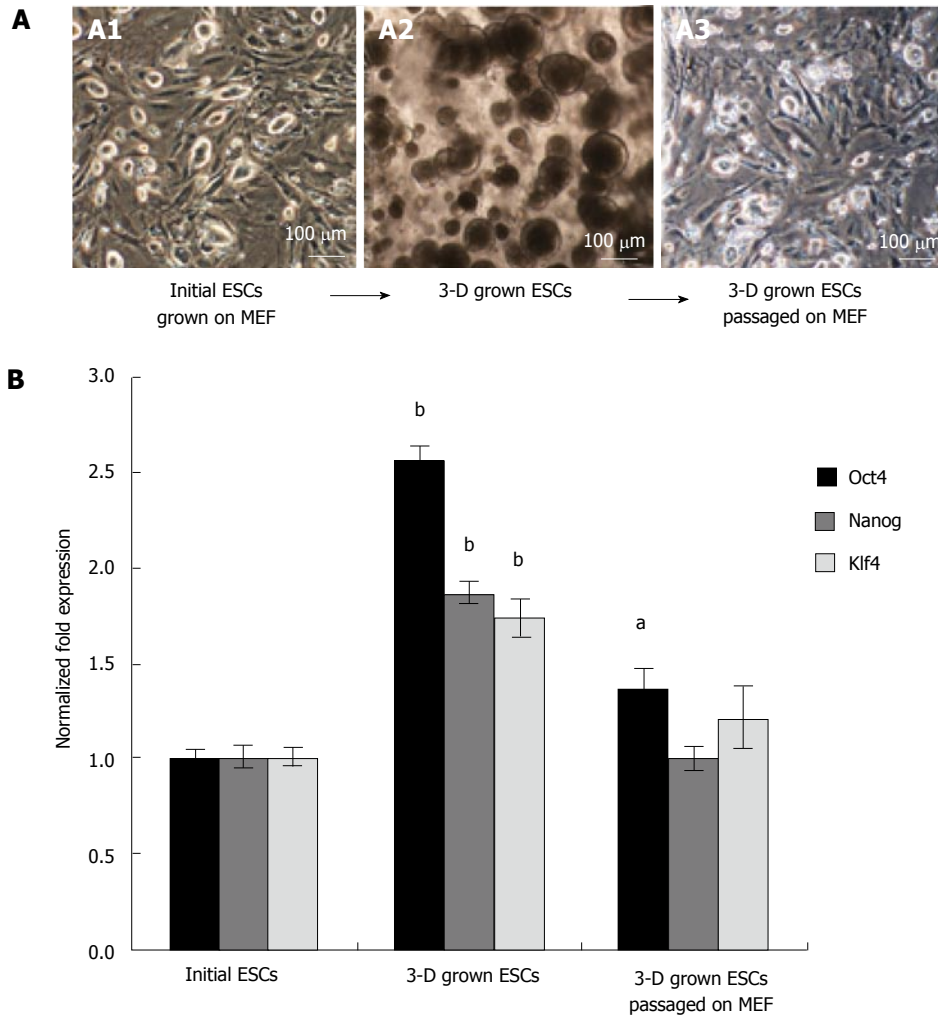 A
A1
A2
A3
100 μm
100 μm
100 μm
Initial ESCs
grown on MEF
3-D grown ESCs
3-D grown ESCs
passaged on MEF
B
Normalized fold expression
3.0
2.5
2.0
1.5
1.0
0.5
0.0
b
b
b
a
Oct4
Nanog
Klf4
Initial ESCs
3-D grown ESCs
3-D grown ESCs
passaged on MEF